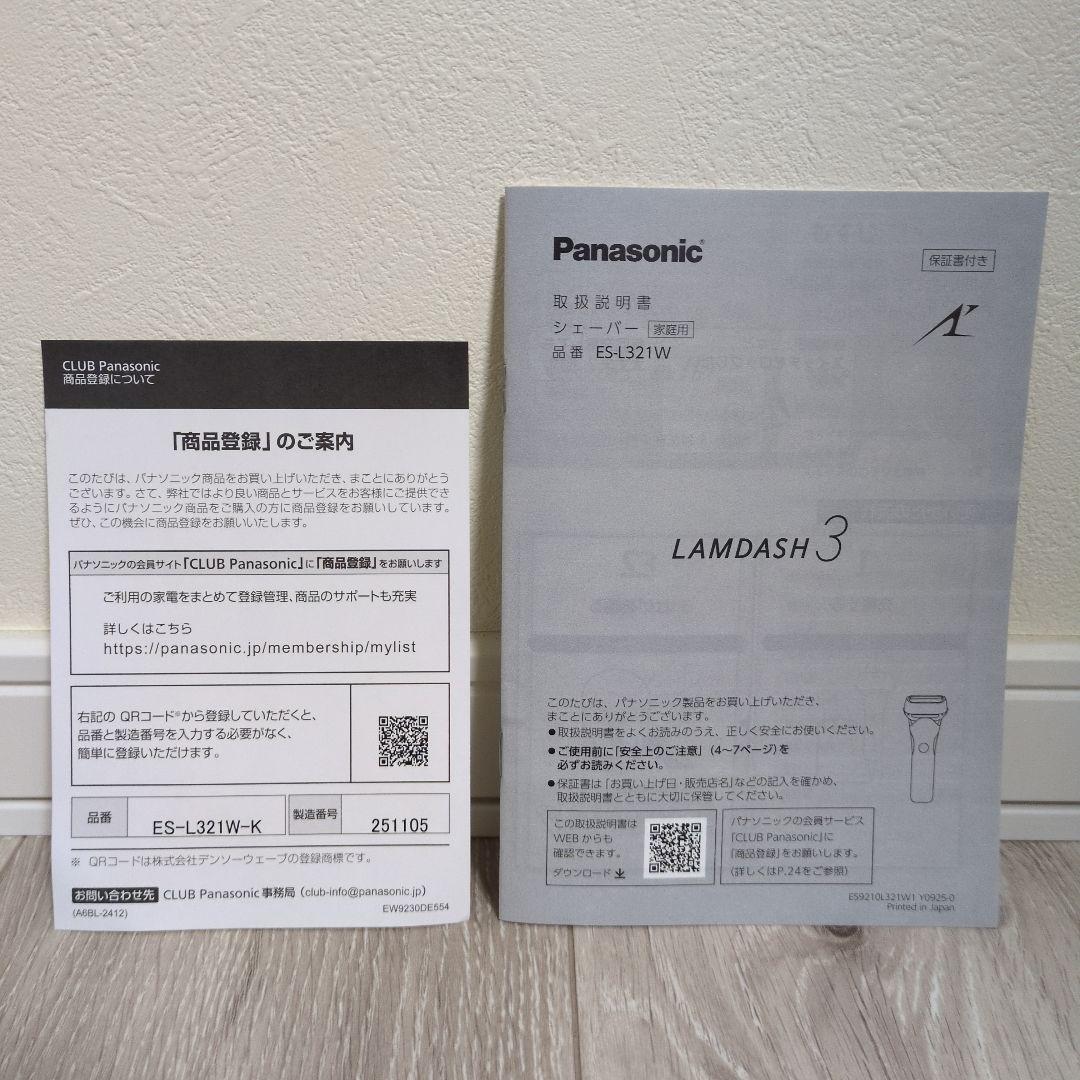 CLUB Panasonic
商品登録について
「商品登録」のご案内
このたびは、パナソニック商品をお買い上げいただき、まことにありがとう
ございます。さて、弊社ではより良い商品とサービスをお客様にご提供でき
るようにパナソニック商品をご購入の方に商品登録をお願いしています。
ぜひ、この機会に商品登録をお願いいたします。
パナソニックの会員サイト「CLUB Panasonic」に「商品登録」をお願いします
ご利用の家電をまとめて登録管理、商品のサポートも充実
詳しくはこちら
https://panasonic.jp/membership/mylist
右記の QRコード※から登録していただくと、
品番と製造番号を入力する必要がなく、
簡単に登録いただけます。
品番 ES-L321W-K 製造番号 251105
※ QRコードは株式会社デンソーウェーブの登録商標です。
お問い合わせ先 CLUB Panasonic 事務局（club-info@panasonic.jp）
(A6BL-2412) EW9230DE554
Panasonic®
保証書付き
取扱説明書
シェーバー 家庭用
品番 ES-L321W
LAMDASH 3
このたびは、パナソニック製品をお買い上げいただき、
まことにありがとうございます。
●取扱説明書をよくお読みのうえ、正しく安全にお使いください。
●ご使用前に「安全上のご注意」（4～7ページ）を
必ずお読みください。
●保証書は「お買い上げ日・販売店名」などの記入を確かめ、
取扱説明書とともに大切に保管してください。
この取扱説明書は
WEBからも
確認できます。
ダウンロード
パナソニックの会員サービス
「CLUB Panasonic」に
「商品登録」をお願いします。
（詳しくはP.24をご参照）
ES9210L321W1 Y0925-0
Printed in Japan